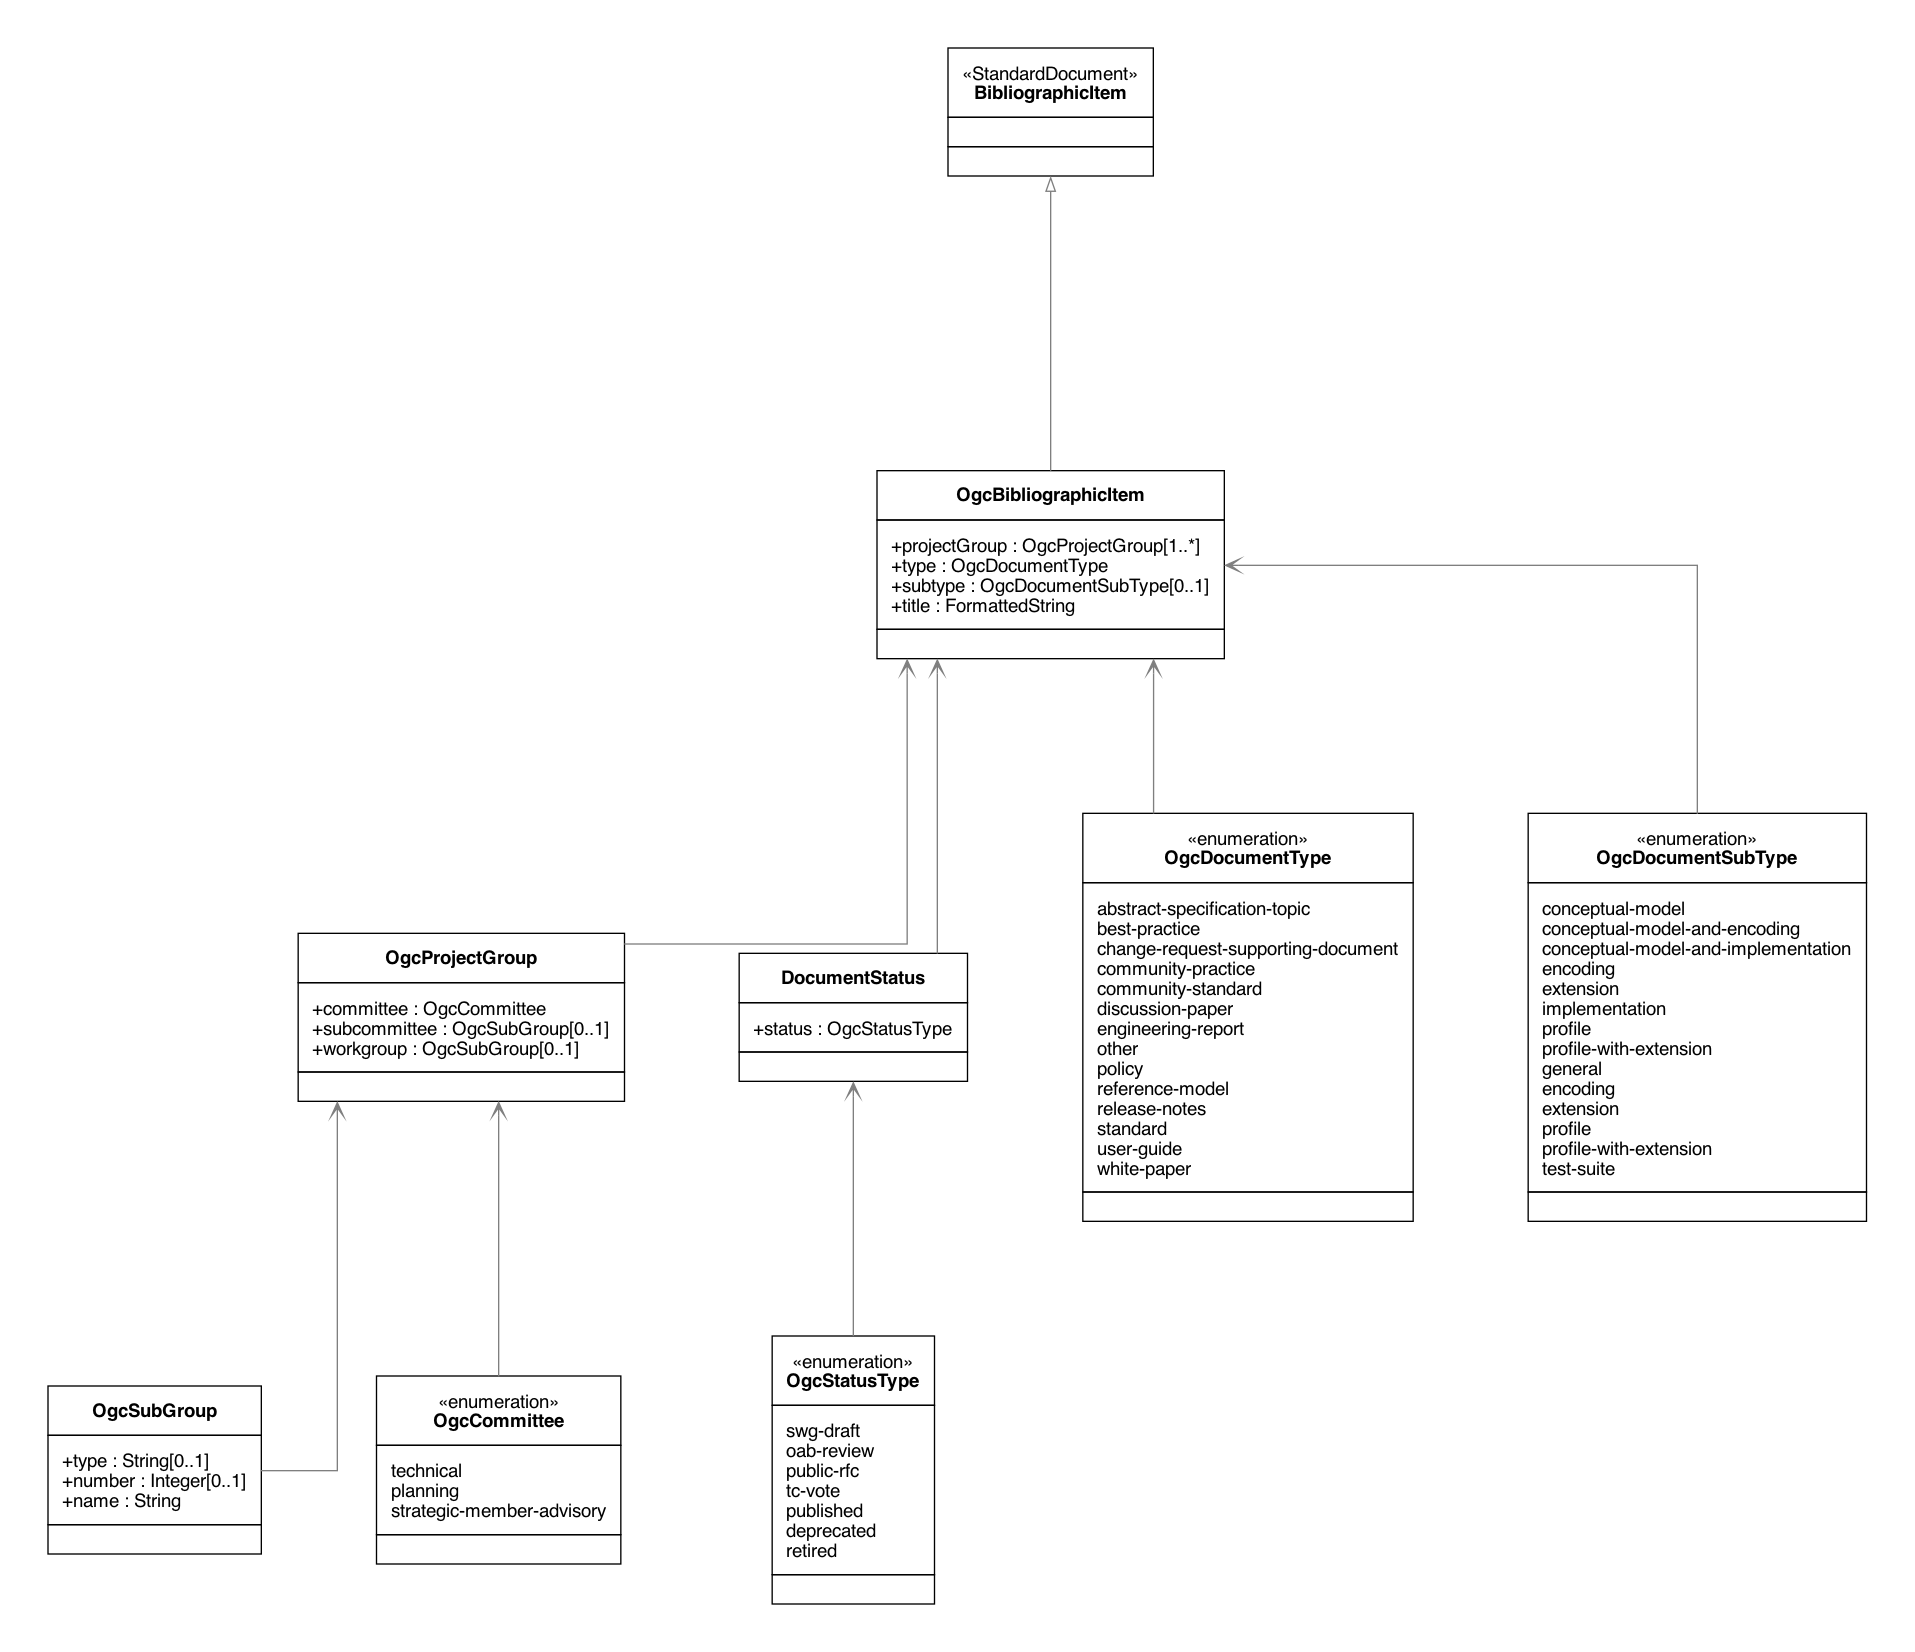 «StandardDocument»
BibliographicItem
OgcBibliographicItem
+projectGroup : OgcProjectGroup[1..*]
+type : OgcDocumentType
+subtype : OgcDocumentSubType[0..1]
+title : FormattedString
OgcProjectGroup
+committee : OgcCommittee
+subcommittee : OgcSubGroup[0..1]
+workgroup : OgcSubGroup[0..1]
DocumentStatus
+status : OgcStatusType
«enumeration»
OgcDocumentType
abstract-specification-topic
best-practice
change-request-supporting-document
community-practice
community-standard
discussion-paper
engineering-report
other
policy
reference-model
release-notes
standard
user-guide
white-paper
«enumeration»
OgcDocumentSubType
conceptual-model
conceptual-model-and-encoding
conceptual-model-and-implementation
encoding
extension
implementation
profile
profile-with-extension
general
encoding
extension
profile
profile-with-extension
test-suite
OgcSubGroup
+type : String[0..1]
+number : Integer[0..1]
+name : String
«enumeration»
OgcCommittee
technical
planning
strategic-member-advisory
«enumeration»
OgcStatusType
swg-draft
oab-review
public-rfc
tc-vote
published
deprecated
retired